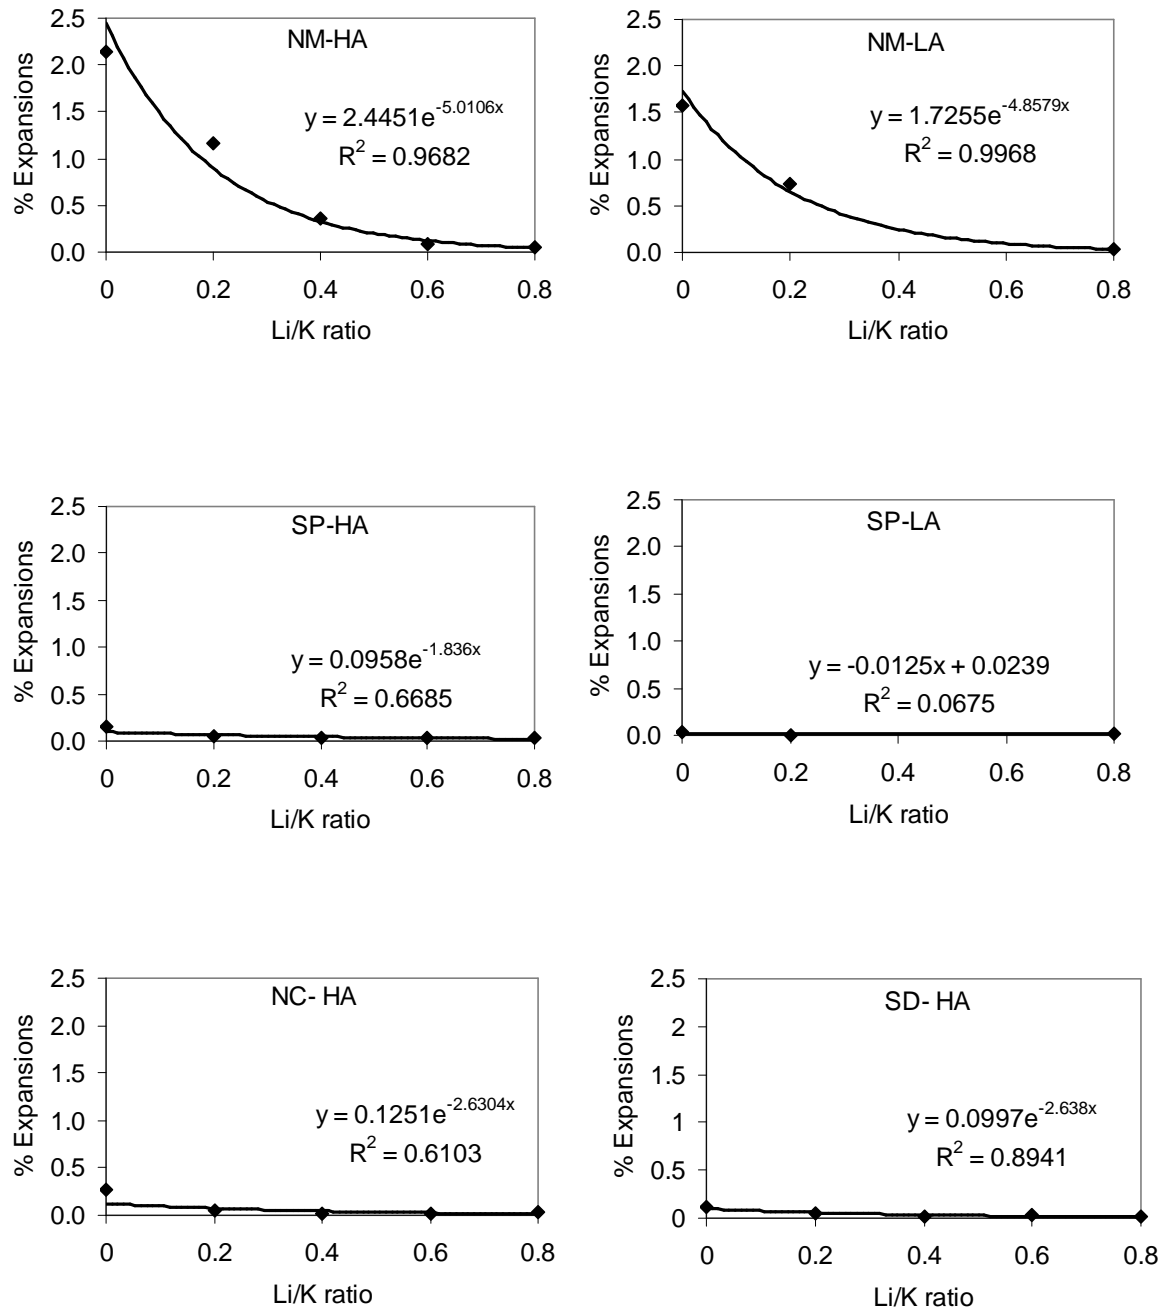 NM-HA
% Expansions
2.5
2.0
1.5
1.0
0.5
0.0
y = 2.4451e^-5.0106x
R^2 = 0.9682
0 0.2 0.4 0.6 0.8
Li/K ratio
NM-LA
% Expansions
2.5
2.0
1.5
1.0
0.5
0.0
y = 1.7255e^-4.8579x
R^2 = 0.9968
0 0.2 0.4 0.6 0.8
Li/K ratio
SP-HA
% Expansions
2.5
2.0
1.5
1.0
0.5
0.0
y = 0.0958e^-1.836x
R^2 = 0.6685
0 0.2 0.4 0.6 0.8
Li/K ratio
SP-LA
% Expansions
2.5
2.0
1.5
1.0
0.5
0.0
y = -0.0125x + 0.0239
R^2 = 0.0675
0 0.2 0.4 0.6 0.8
Li/K ratio
NC- HA
% Expansions
2.5
2.0
1.5
1.0
0.5
0.0
y = 0.1251e^-2.6304x
R^2 = 0.6103
0 0.2 0.4 0.6 0.8
Li/K ratio
SD- HA
% Expansions
2.5
2
1.5
1
0.5
0
y = 0.0997e^-2.638x
R^2 = 0.8941
0 0.2 0.4 0.6 0.8
Li/K ratio